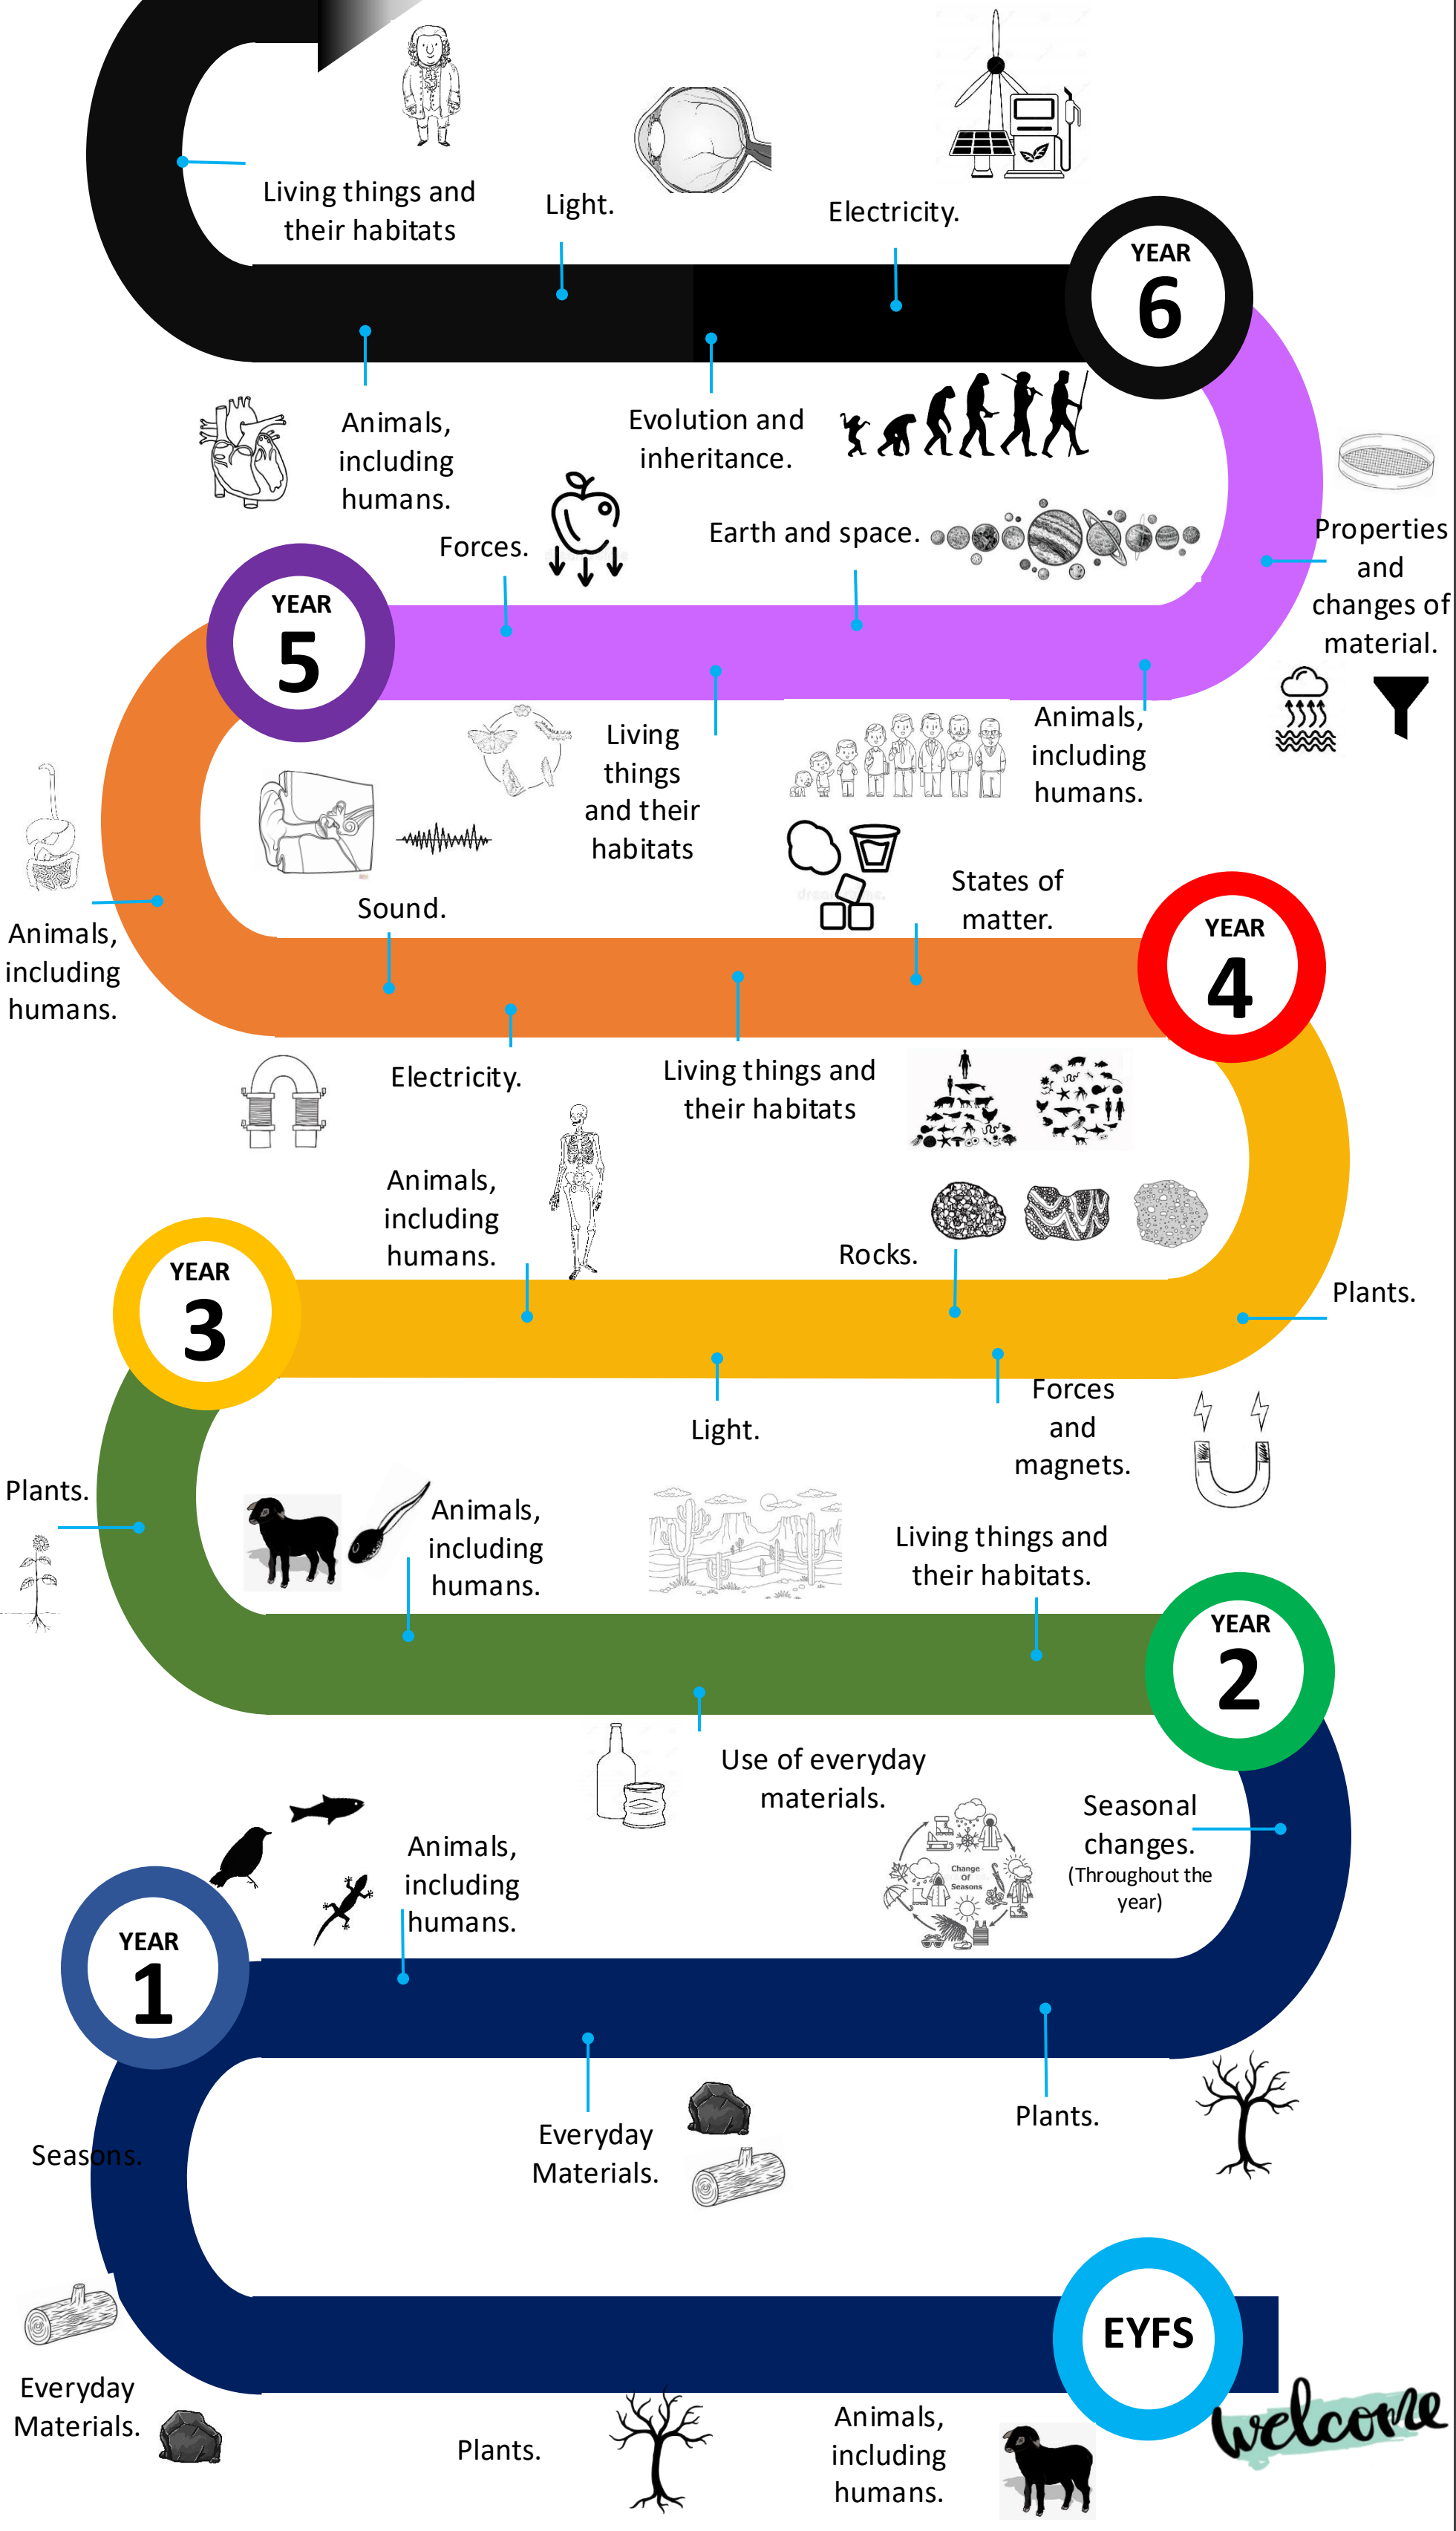 Living things and
their habitats
Light.
Electricity.
YEAR
6
Animals,
including
humans.
Evolution and
inheritance.
Forces.
Earth and space.
Properties
and
changes of
material.
YEAR
5
Living
things
and their
habitats
Animals,
including
humans.
Sound.
States of
matter.
Animals,
including
humans.
YEAR
4
Electricity.
Living things and
their habitats
Animals,
including
humans.
Rocks.
Plants.
YEAR
3
Light.
Forces
and
magnets.
Plants.
Animals,
including
humans.
Living things and
their habitats.
YEAR
2
Use of everyday
materials.
Seasonal
changes.
(Throughout the
year)
Change
Of
Seasons
Animals,
including
humans.
YEAR
1
Everyday
Materials.
Plants.
Seasons.
EYFS
welcome
Everyday
Materials.
Plants.
Animals,
including
humans.